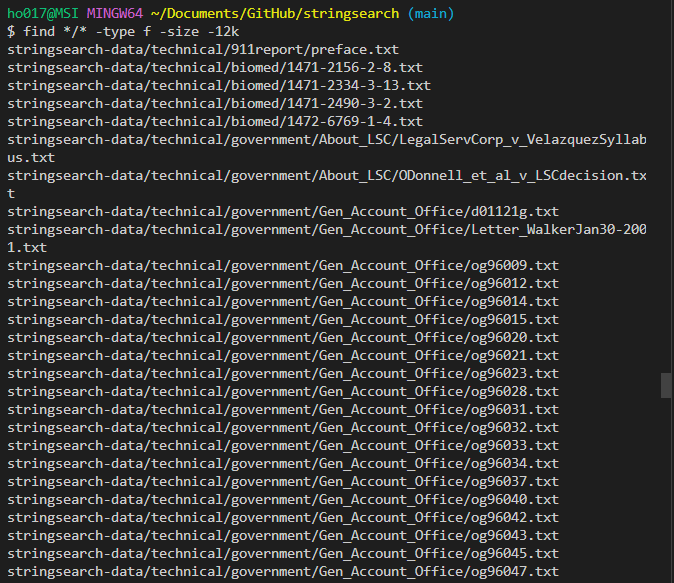 ho017@MSI MINGW64 ~/Documents/GitHub/stringsearch (main)
$ find */* -type f -size -12k
stringsearch-data/technical/911report/preface.txt
stringsearch-data/technical/biomed/1471-2156-2-8.txt
stringsearch-data/technical/biomed/1471-2334-3-13.txt
stringsearch-data/technical/biomed/1471-2490-3-2.txt
stringsearch-data/technical/biomed/1472-6769-1-4.txt
stringsearch-data/technical/government/About_LSC/LegalServCorp_v_VelazquezSyllab
us.txt
stringsearch-data/technical/government/About_LSC/ODonnell_et_al_v_LSCdecision.tx
t
stringsearch-data/technical/government/Gen_Account_Office/d01121g.txt
stringsearch-data/technical/government/Gen_Account_Office/Letter_WalkerJan30-200
1.txt
stringsearch-data/technical/government/Gen_Account_Office/og96009.txt
stringsearch-data/technical/government/Gen_Account_Office/og96012.txt
stringsearch-data/technical/government/Gen_Account_Office/og96014.txt
stringsearch-data/technical/government/Gen_Account_Office/og96015.txt
stringsearch-data/technical/government/Gen_Account_Office/og96020.txt
stringsearch-data/technical/government/Gen_Account_Office/og96021.txt
stringsearch-data/technical/government/Gen_Account_Office/og96023.txt
stringsearch-data/technical/government/Gen_Account_Office/og96028.txt
stringsearch-data/technical/government/Gen_Account_Office/og96031.txt
stringsearch-data/technical/government/Gen_Account_Office/og96032.txt
stringsearch-data/technical/government/Gen_Account_Office/og96033.txt
stringsearch-data/technical/government/Gen_Account_Office/og96034.txt
stringsearch-data/technical/government/Gen_Account_Office/og96037.txt
stringsearch-data/technical/government/Gen_Account_Office/og96040.txt
stringsearch-data/technical/government/Gen_Account_Office/og96042.txt
stringsearch-data/technical/government/Gen_Account_Office/og96043.txt
stringsearch-data/technical/government/Gen_Account_Office/og96045.txt
stringsearch-data/technical/government/Gen_Account_Office/og96047.txt